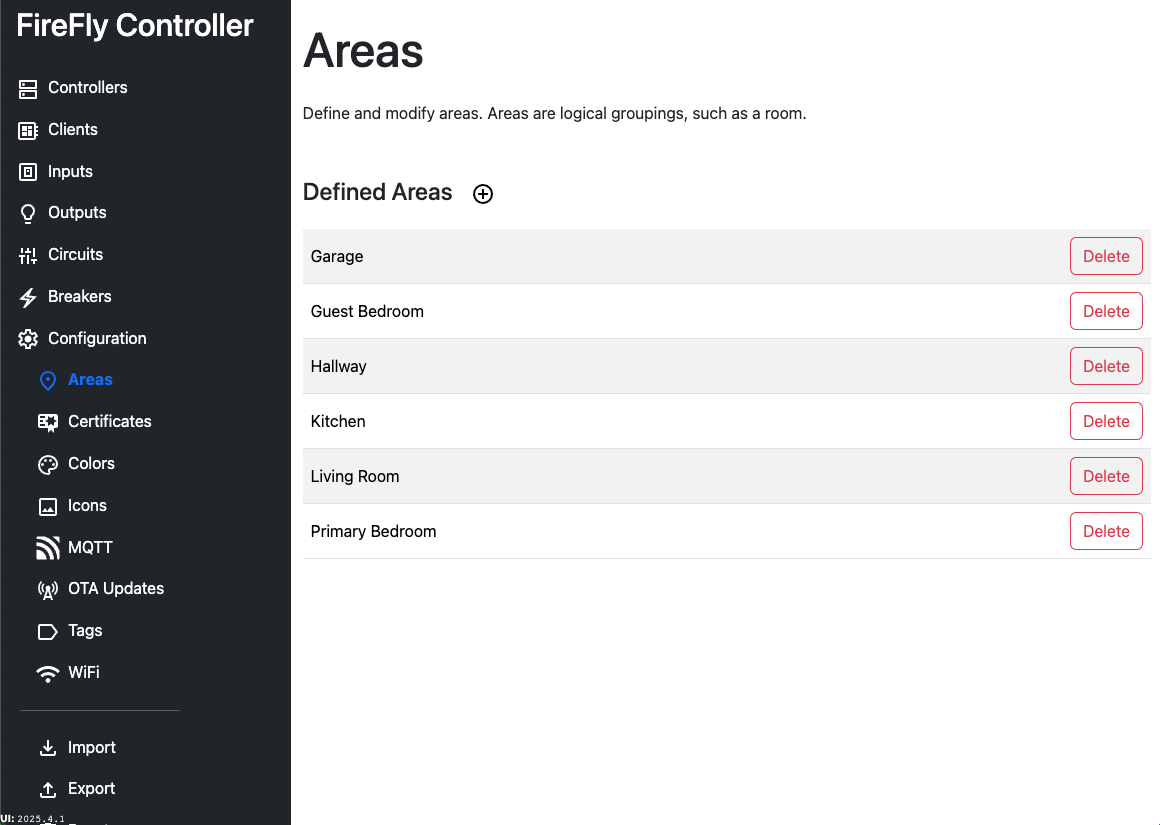 FireFly Controller
Controllers
Clients
Inputs
Outputs
Circuits
Breakers
Configuration
Areas
Certificates
Colors
Icons
MQTT
OTA Updates
Tags
WiFi
Import
Export
UI: 2025.4.1
Areas
Define and modify areas. Areas are logical groupings, such as a room.
Defined Areas
Garage Delete
Guest Bedroom Delete
Hallway Delete
Kitchen Delete
Living Room Delete
Primary Bedroom Delete